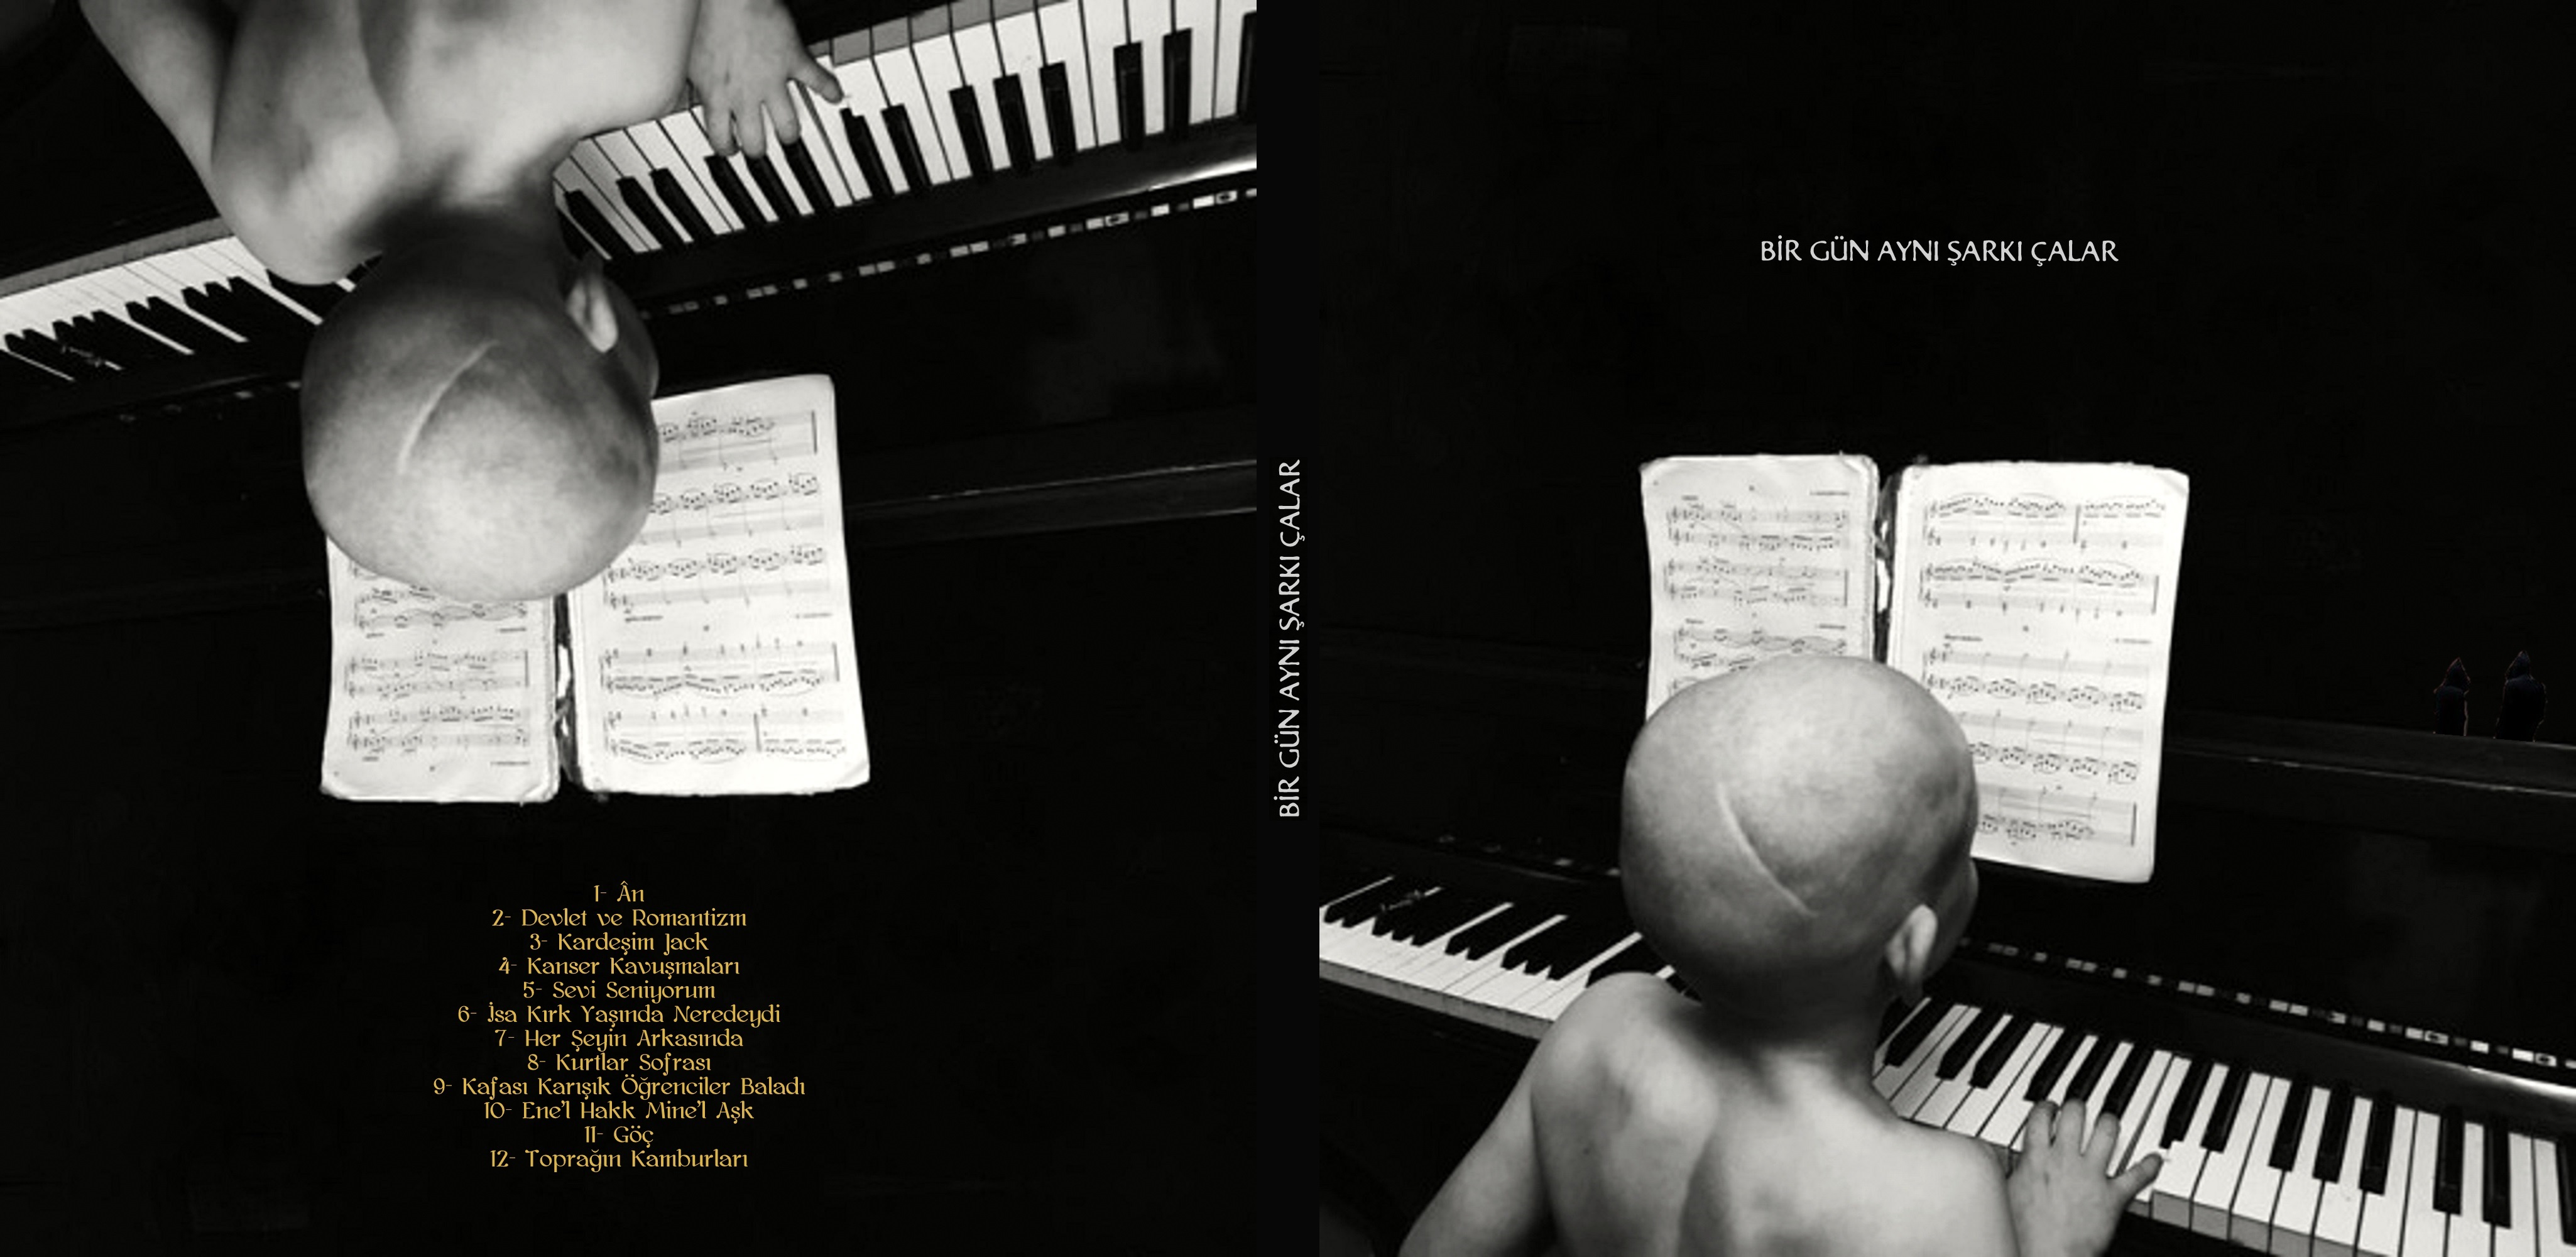 1- Ân
2- Devlet ve Romantizm
3- Kardeşim Jack
4- Kanser Kavuşmaları
5- Sevi Seniyorum
6- İsa Kırk Yaşında Neredeydi
7- Her Şeyin Arkasında
8- Kurtlar Sofrası
9- Kafası Karışık Öğrenciler Baladı
10- Ene'l Hakk Mine'l Aşk
11- Göç
12- Toprağın Kamburları
BİR GÜN AYNI ŞARKI ÇALAR
BİR GÜN AYNI ŞARKI ÇALAR